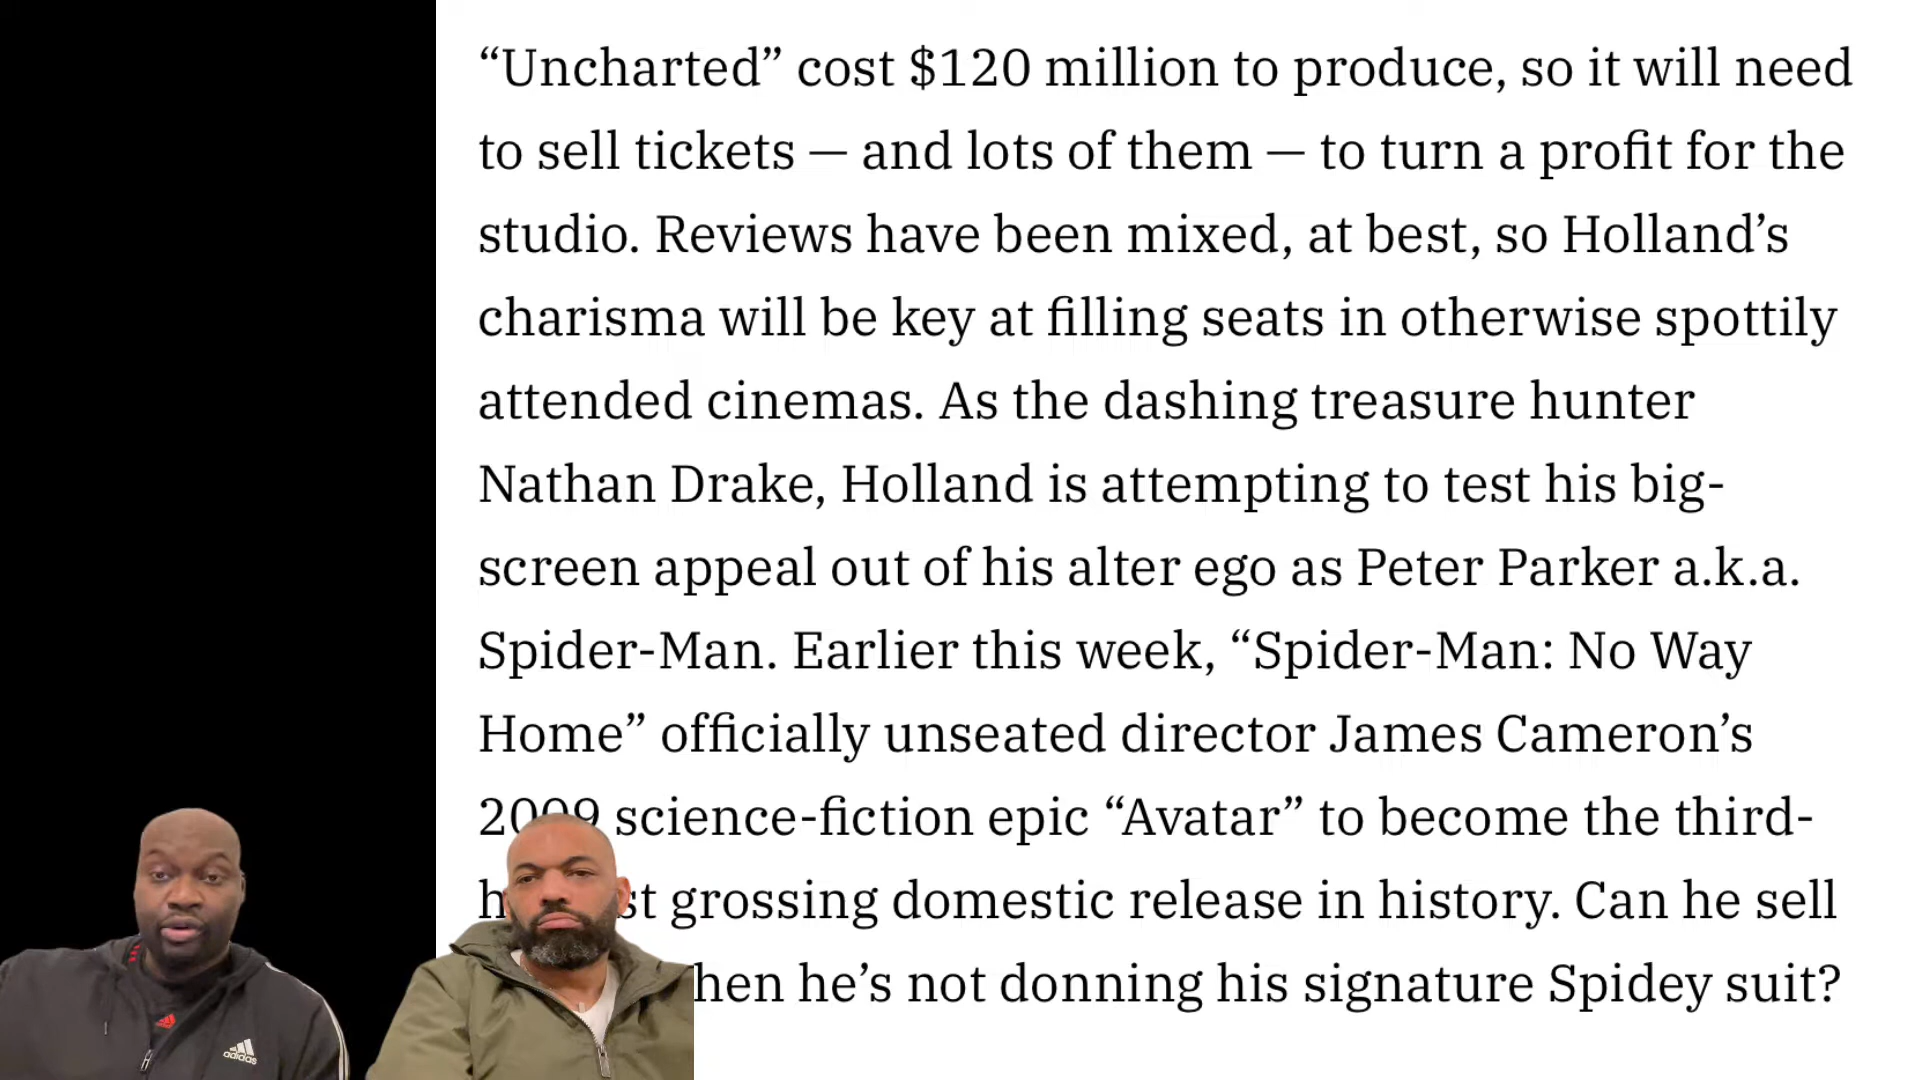 “Uncharted” cost $120 million to produce, so it will need
to sell tickets — and lots of them — to turn a profit for the
studio. Reviews have been mixed, at best, so Holland’s
charisma will be key at filling seats in otherwise spottily
attended cinemas. As the dashing treasure hunter
Nathan Drake, Holland is attempting to test his big-
screen appeal out of his alter ego as Peter Parker a.k.a.
Spider-Man. Earlier this week, “Spider-Man: No Way
Home” officially unseated director James Cameron’s
2009 science-fiction epic “Avatar” to become the third-
grossing domestic release in history. Can he sell
he’s not donning his signature Spidey suit?
adidas